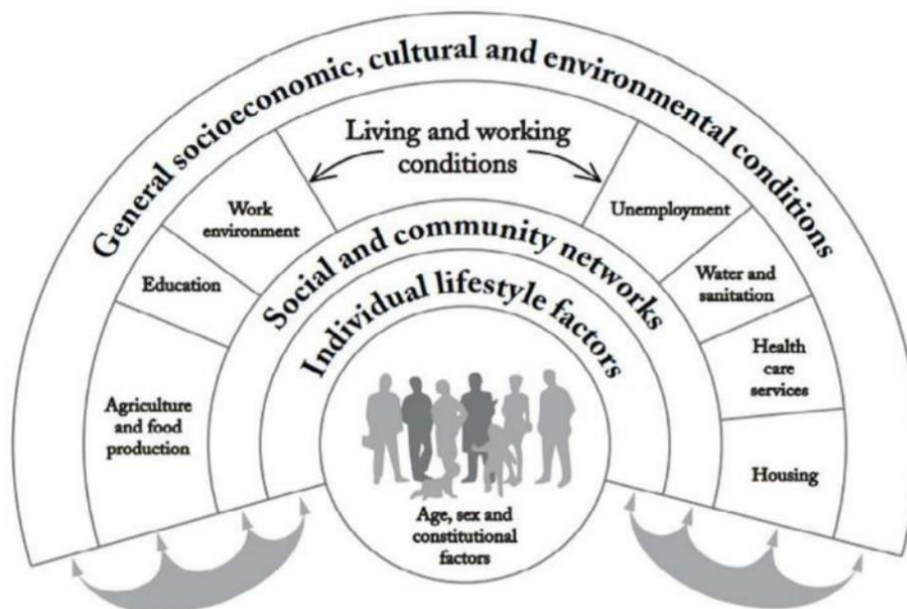 General socioeconomic, cultural and environmental conditions
Living and working
conditions
Work
environment
Education
Agriculture
and food
production
Unemployment
Water and
sanitation
Health
care
services
Housing
Social and community networks
Individual lifestyle factors
Age, sex and
constitutional
factors